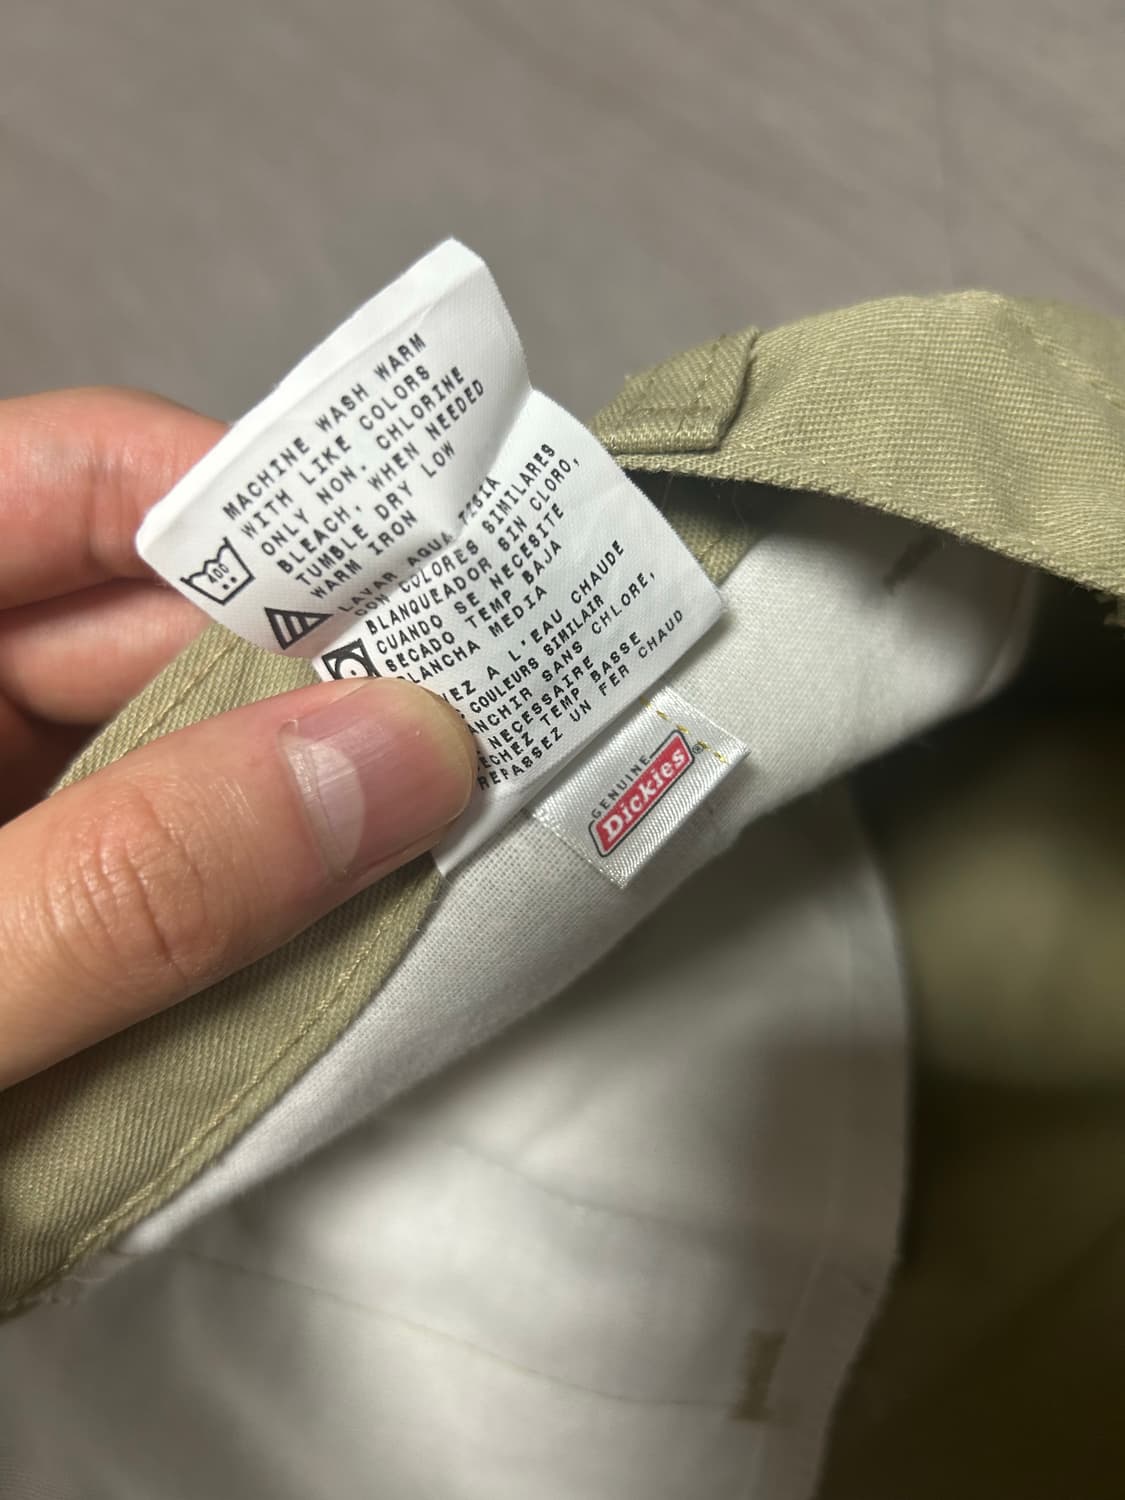 MACHINE WASH WARM
WITH LIKE COLORS
ONLY NON. CHLORINE
BLEACH, WHEN NEEDED
TUMBLE DRY LOW
WARM IRON
40C
LAVAR AGUA
CON COLORES SIMILARES
BLANQUEADOR SIN CLORO,
CUANDO SE NECESITE
SECADO TEMP BAJA
PLANCHA MEDIA
A L'EAU CHAUDE
COULEURS SIMILAIR
SANS CHLORE,
NECESSAIRE
TEMP BASSE
REPASSEZ UN FER CHAUD
GENUINE
Dickies®